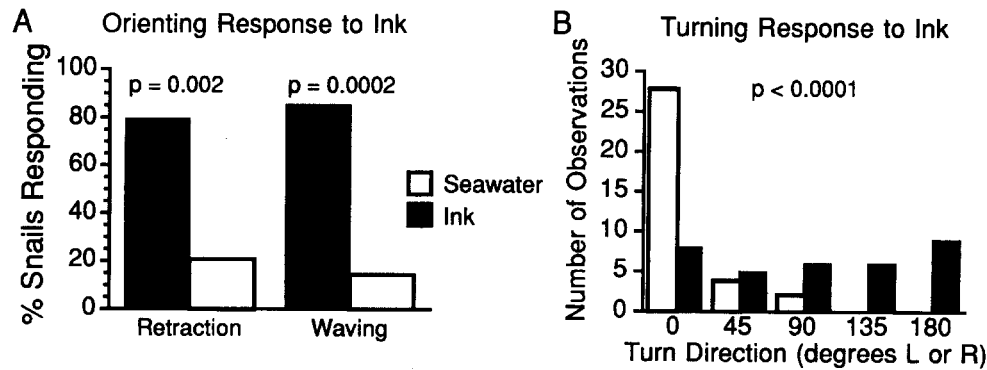 A
Orienting Response to Ink
% Snails Responding
100
80
60
40
20
0
p = 0.002
p = 0.0002
Retraction
Waving
Seawater
Ink
B
Turning Response to Ink
Number of Observations
30
25
20
15
10
5
0
p < 0.0001
0 45 90 135 180
Turn Direction (degrees L or R)